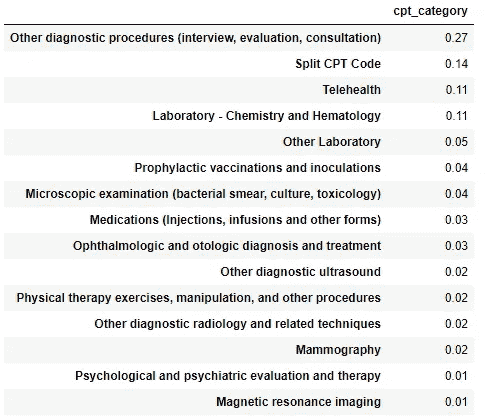 cpt_category
Other diagnostic procedures (interview, evaluation, consultation) 0.27
Split CPT Code 0.14
Telehealth 0.11
Laboratory - Chemistry and Hematology 0.11
Other Laboratory 0.05
Prophylactic vaccinations and inoculations 0.04
Microscopic examination (bacterial smear, culture, toxicology) 0.04
Medications (Injections, infusions and other forms) 0.03
Ophthalmologic and otologic diagnosis and treatment 0.03
Other diagnostic ultrasound 0.02
Physical therapy exercises, manipulation, and other procedures 0.02
Other diagnostic radiology and related techniques 0.02
Mammography 0.02
Psychological and psychiatric evaluation and therapy 0.01
Magnetic resonance imaging 0.01